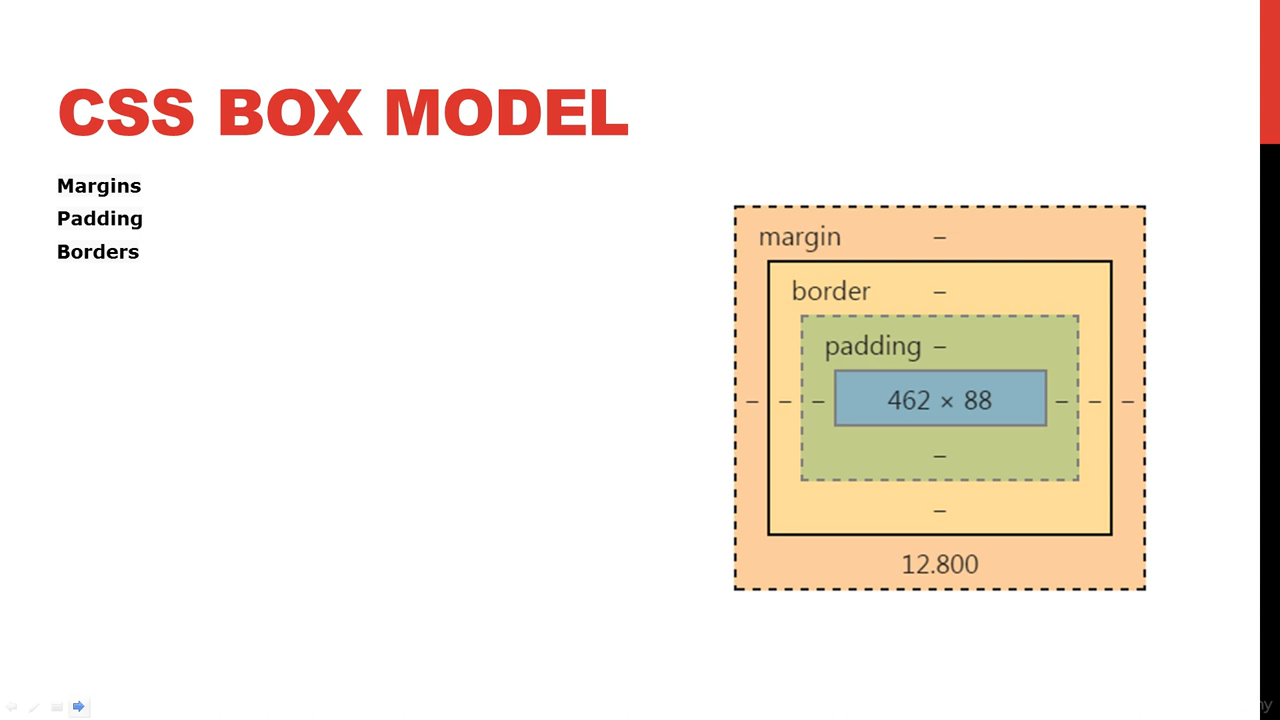 CSS BOX MODEL
Margins
Padding
Borders
margin –
border –
padding –
– – – 462 × 88 – – –
–
–
12.800